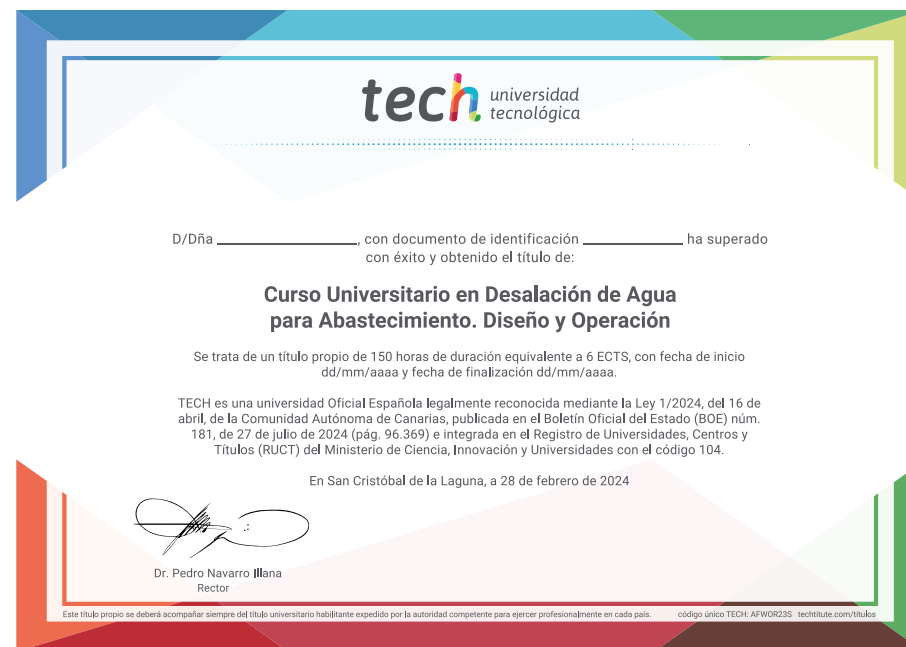 tech universidad
tecnológica
D/Dña ____________, con documento de identificación ____________ ha superado
con éxito y obtenido el título de:
Curso Universitario en Desalación de Agua
para Abastecimiento. Diseño y Operación
Se trata de un título propio de 150 horas de duración equivalente a 6 ECTS, con fecha de inicio
dd/mm/aaaa y fecha de finalización dd/mm/aaaa.
TECH es una universidad Oficial Española legalmente reconocida mediante la Ley 1/2024, del 16 de
abril, de la Comunidad Autónoma de Canarias, publicada en el Boletín Oficial del Estado (BOE) núm.
181, de 27 de julio de 2024 (pág. 96.369) e integrada en el Registro de Universidades, Centros y
Títulos (RUCT) del Ministerio de Ciencia, Innovación y Universidades con el código 104.
En San Cristóbal de la Laguna, a 28 de febrero de 2024
Dr. Pedro Navarro Illana
Rector
Este título propio se deberá acompañar siempre del título universitario habilitante expedido por la autoridad competente para ejercer profesionalmente en cada país. código único TECH: AFWOR23S techtitute.com/titulos